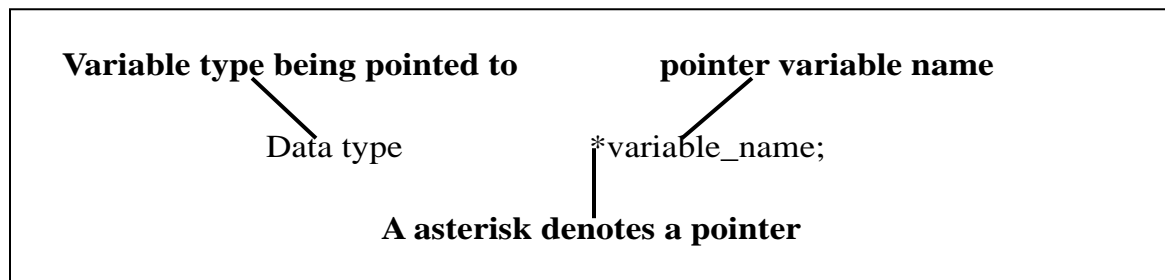 Variable type being pointed to pointer variable name
Data type *variable_name;
A asterisk denotes a pointer